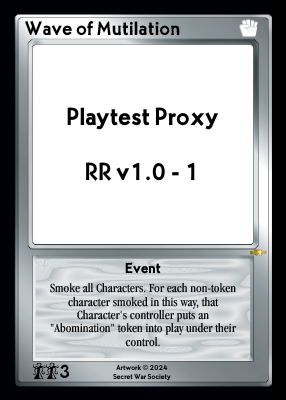 Wave of Mutilation
Playtest Proxy
RR v1.0 - 1
Event
Smoke all Characters. For each non-token
character smoked in this way, that
Character's controller puts an
"Abomination" token into play under their
control.
3
Artwork © 2024
Secret War Society